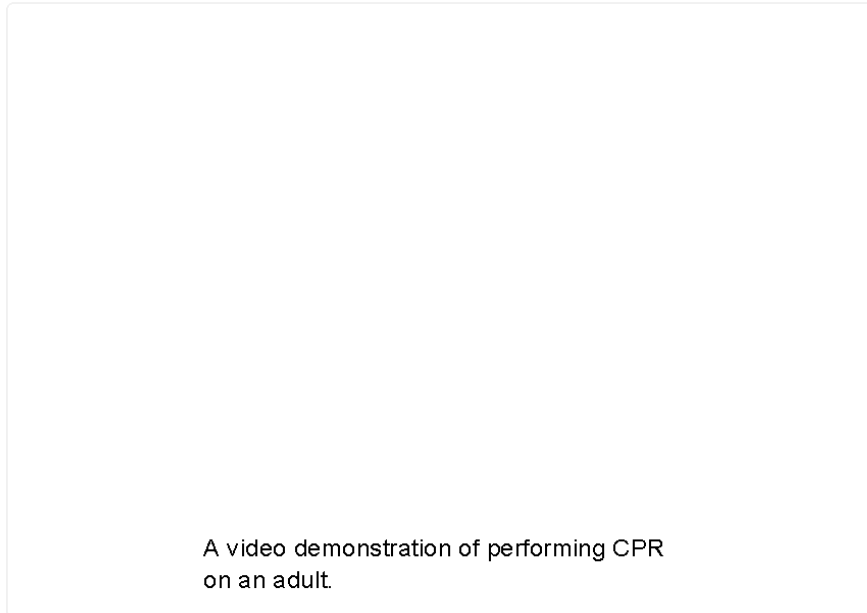 A video demonstration of performing CPR
on an adult.